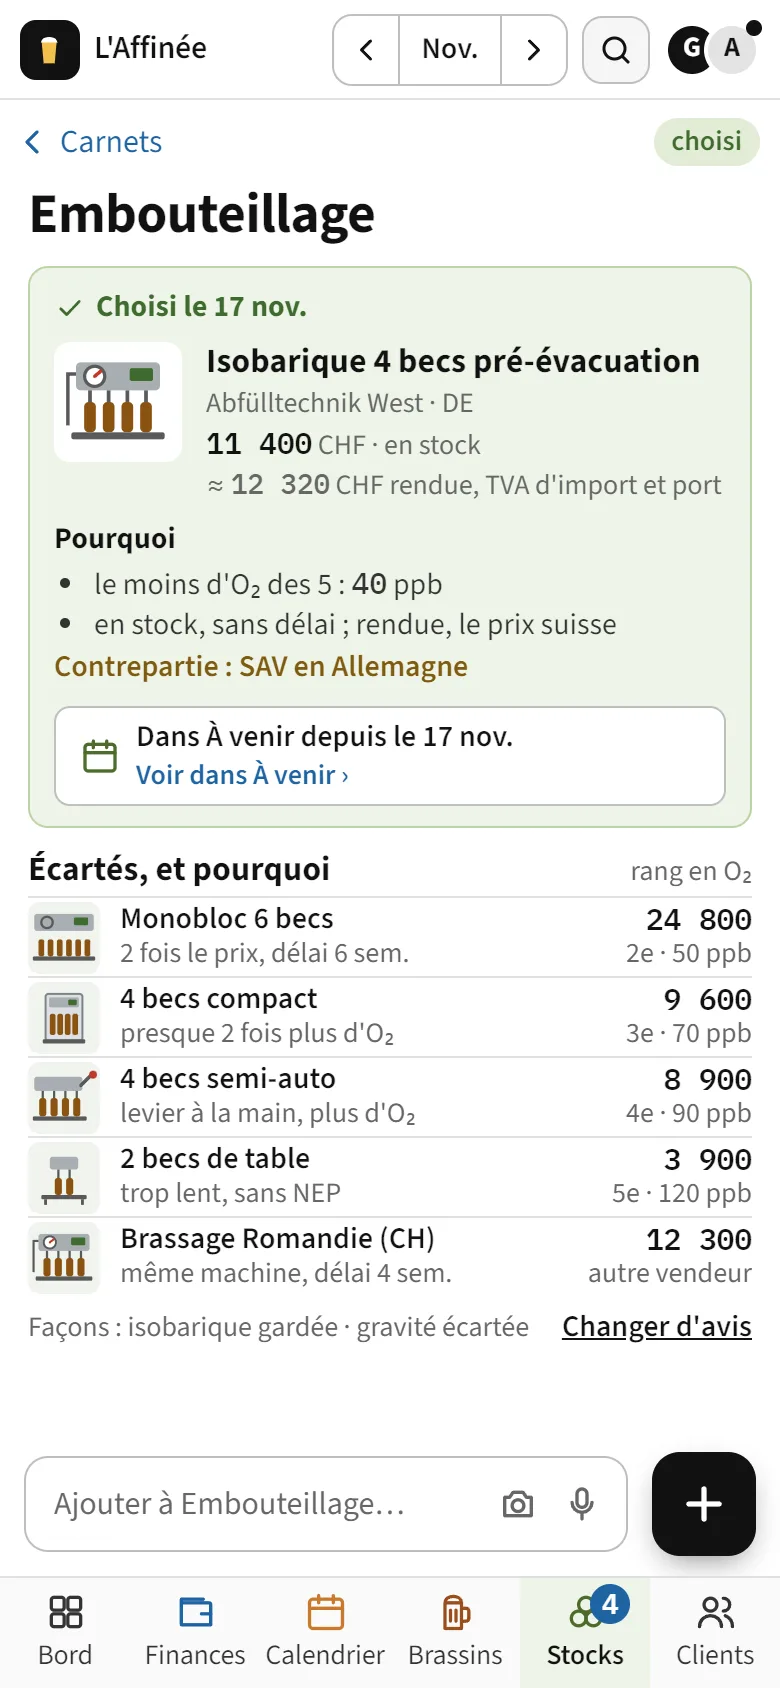 L'Affinée
Nov.
G
A
Carnets
choisi
Embouteillage
Choisi le 17 nov.
Isobarique 4 becs pré-évacuation
Abfülltechnik West · DE
11 400 CHF · en stock
≈ 12 320 CHF rendue, TVA d'import et port
Pourquoi
• le moins d'O₂ des 5 : 40 ppb
• en stock, sans délai ; rendue, le prix suisse
Contrepartie : SAV en Allemagne
Dans À venir depuis le 17 nov.
Voir dans À venir ›
Écartés, et pourquoi
rang en O₂
Monobloc 6 becs
24 800
2 fois le prix, délai 6 sem.
2e · 50 ppb
4 becs compact
9 600
presque 2 fois plus d'O₂
3e · 70 ppb
4 becs semi-auto
8 900
levier à la main, plus d'O₂
4e · 90 ppb
2 becs de table
3 900
trop lent, sans NEP
5e · 120 ppb
Brassage Romandie (CH)
12 300
même machine, délai 4 sem.
autre vendeur
Façons : isobarique gardée · gravité écartée
Changer d'avis
Ajouter à Embouteillage…
Bord
Finances
Calendrier
Brassins
4
Stocks
Clients